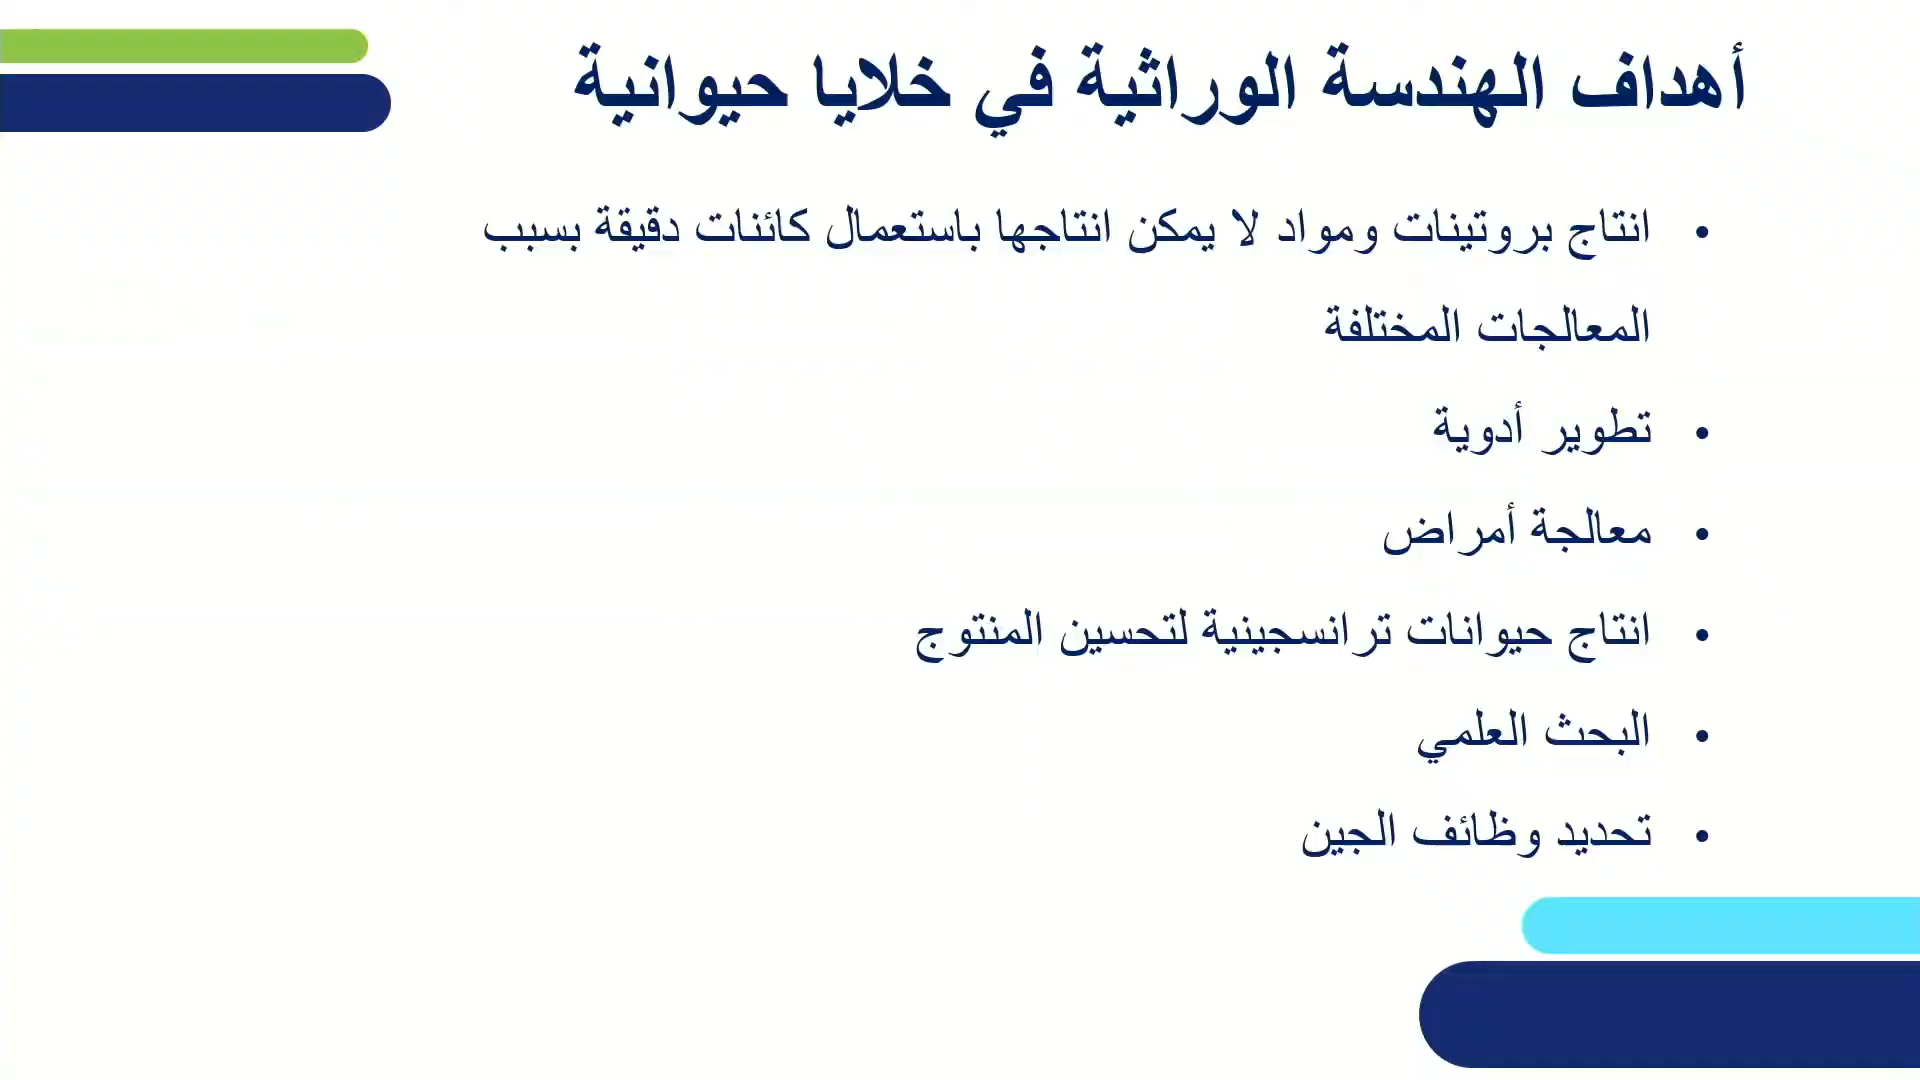 أهداف الهندسة الوراثية في خلايا حيوانية
• انتاج بروتينات ومواد لا يمكن انتاجها باستعمال كائنات دقيقة بسبب
المعالجات المختلفة
• تطوير أدوية
• معالجة أمراض
• انتاج حيوانات ترانسجينية لتحسين المنتوج
• البحث العلمي
• تحديد وظائف الجين